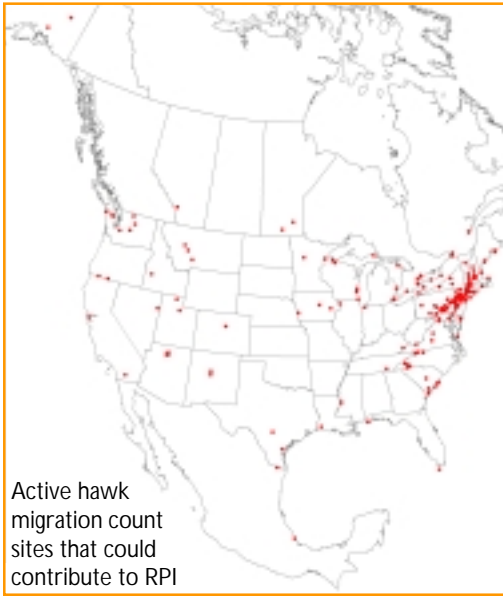 Active hawk
migration count
sites that could
contribute to RPI